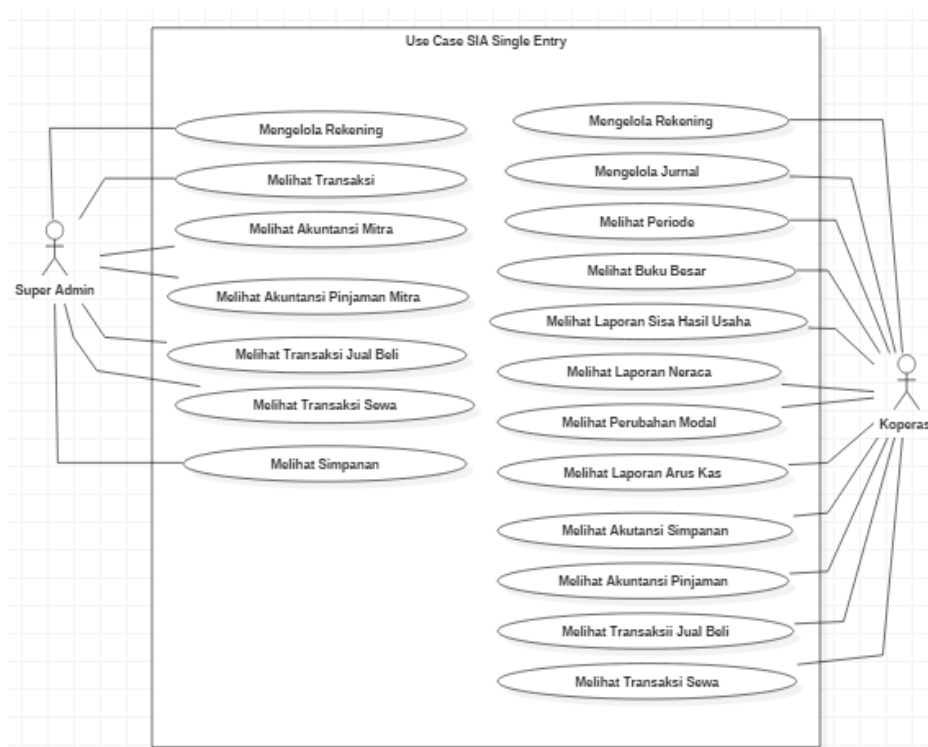 Use Case SIA Single Entry
Mengelola Rekening
Melihat Transaksi
Melihat Akuntansi Mitra
Melihat Akuntansi Pinjaman Mitra
Melihat Transaksi Jual Beli
Melihat Transaksi Sewa
Melihat Simpanan
Super Admin
Mengelola Rekening
Mengelola Jurnal
Melihat Periode
Melihat Buku Besar
Melihat Laporan Sisa Hasil Usaha
Melihat Laporan Neraca
Melihat Perubahan Modal
Melihat Laporan Arus Kas
Melihat Akutansi Simpanan
Melihat Akuntansi Pinjaman
Melihat Transaksii Jual Beli
Melihat Transaksi Sewa
Koperas